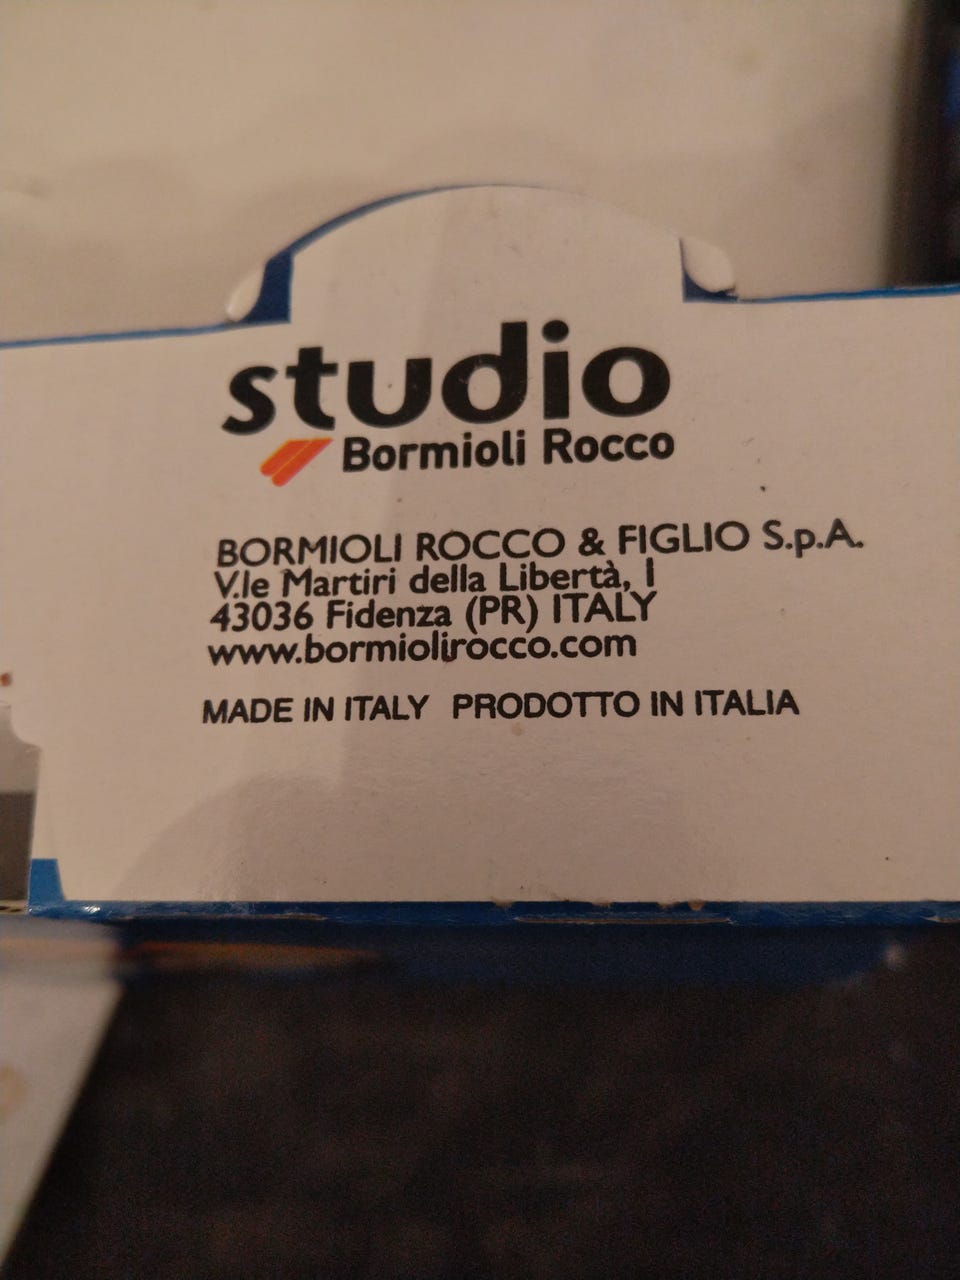 studio
Bormioli Rocco
BORMIOLI ROCCO & FIGLIO S.p.A.
V.le Martiri della Libertà, 1
43036 Fidenza (PR) ITALY
www.bormiolirocco.com
MADE IN ITALY PRODOTTO IN ITALIA